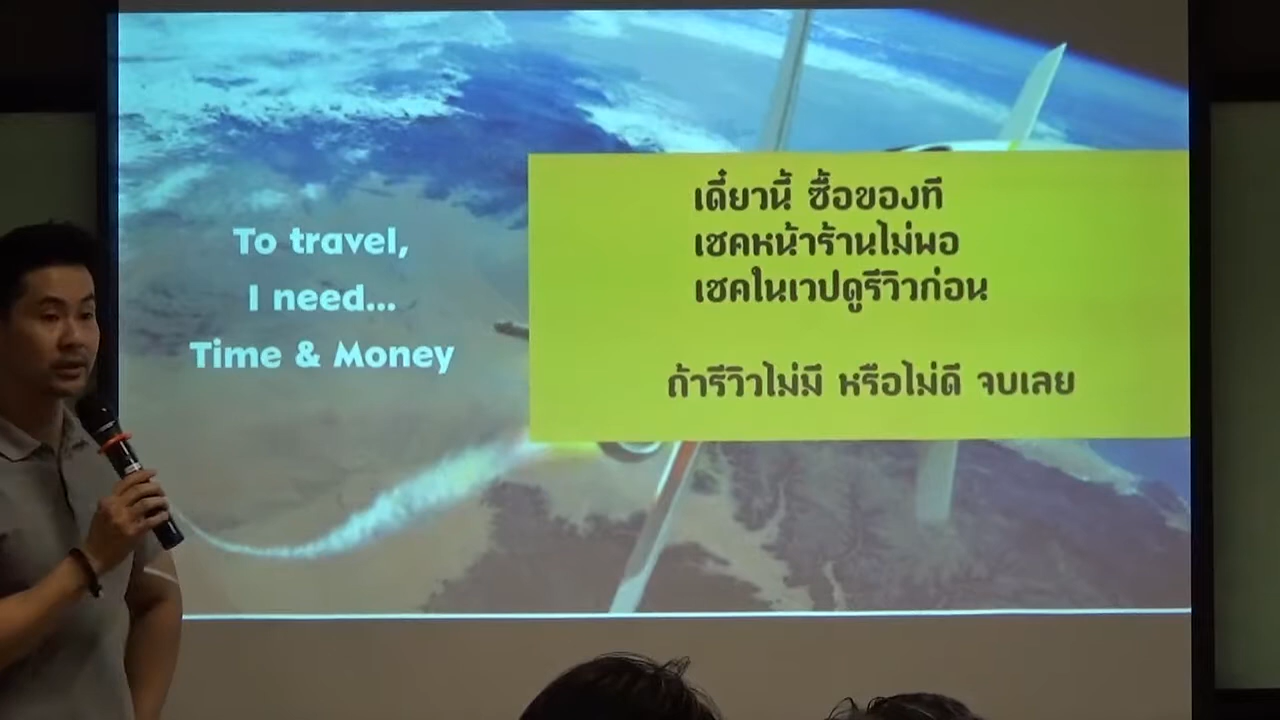 To travel,
I need...
Time & Money
เดี๋ยวนี้ ซื้อของที
เชคหน้าร้านไม่พอ
เชคในเวปดูรีวิวก่อน
ถ้ารีวิวไม่มี หรือไม่ดี จบเลย